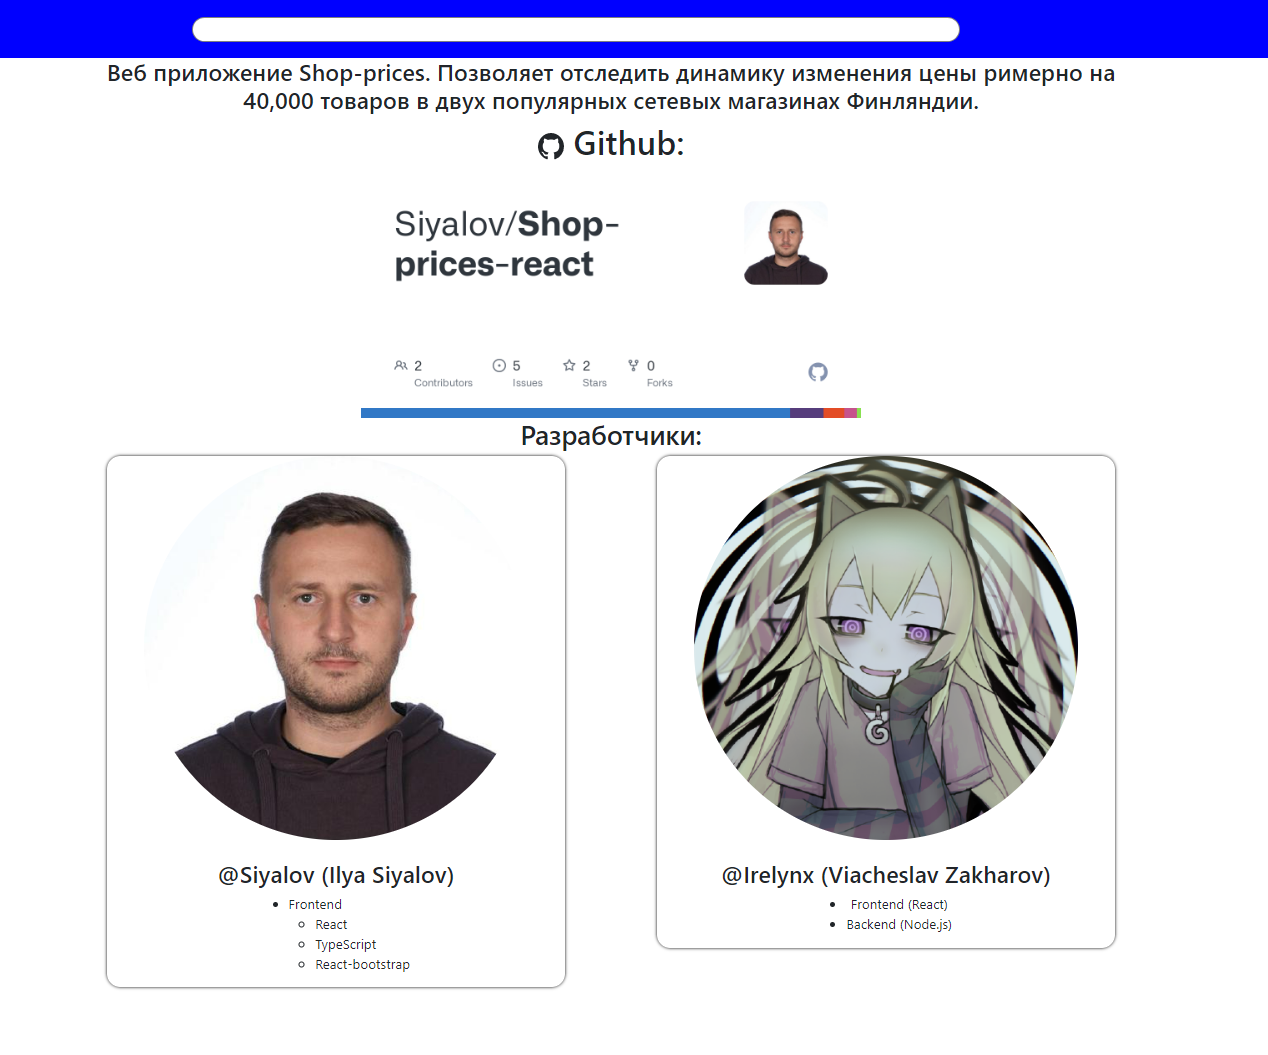 Веб приложение Shop-prices. Позволяет отследить динамику изменения цены римерно на
40,000 товаров в двух популярных сетевых магазинах Финляндии.
Github:
Siyalov/Shop-
prices-react
2 5 2 0
Contributors Issues Stars Forks
Разработчики:
@Siyalov (Ilya Siyalov)
Frontend
React
TypeScript
React-bootstrap
@Irelynx (Viacheslav Zakharov)
Frontend (React)
Backend (Node.js)